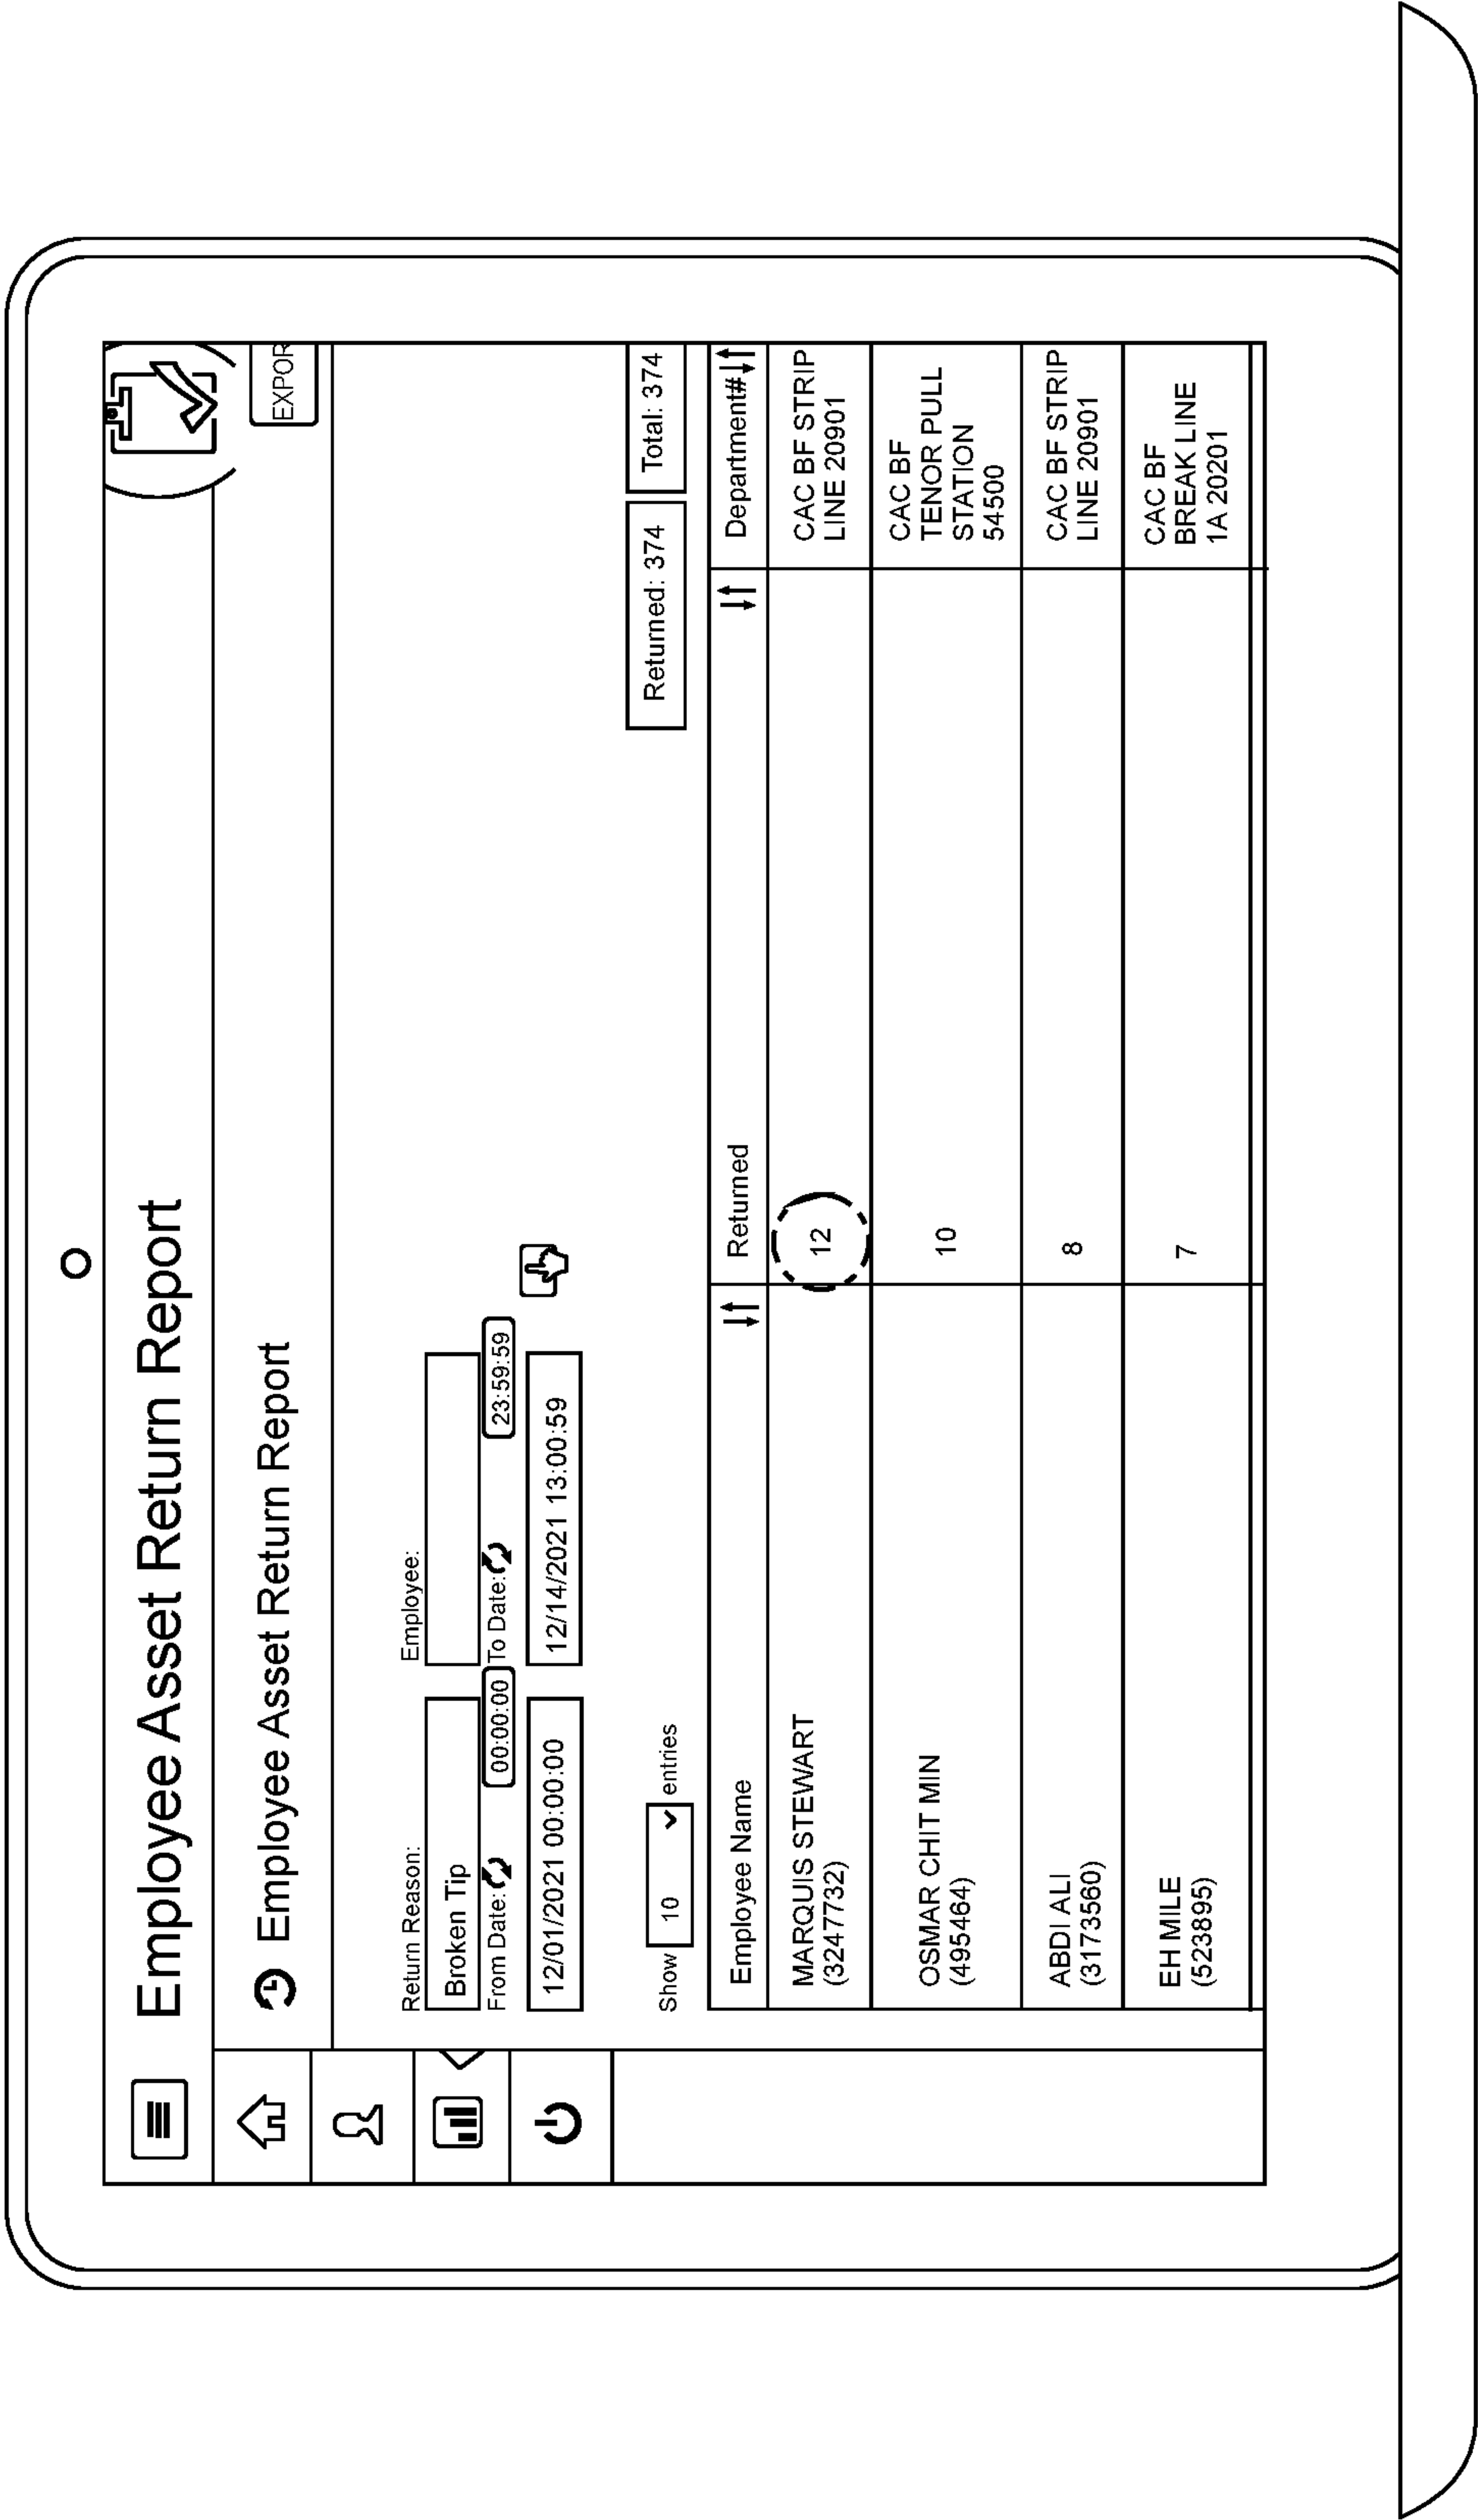 Employee Asset Return Report
Employee Asset Return Report
EXPOR
Return Reason:
Employee:
Broken Tip
From Date:
00:00:00
To Date:
23:59:59
12/01/2021 00:00:00
12/14/2021 13:00:59
Returned: 374
Total: 374
Show 10 entries
Employee Name
Returned
Department#
MARQUIS STEWART
(3247732)
12
CAC BF STRIP
LINE 20901
OSMAR CHIT MIN
(495464)
10
CAC BF
TENOR PULL
STATION
54500
ABDI ALI
(3173560)
8
CAC BF STRIP
LINE 20901
EH MILE
(523895)
7
CAC BF
BREAK LINE
1A 20201